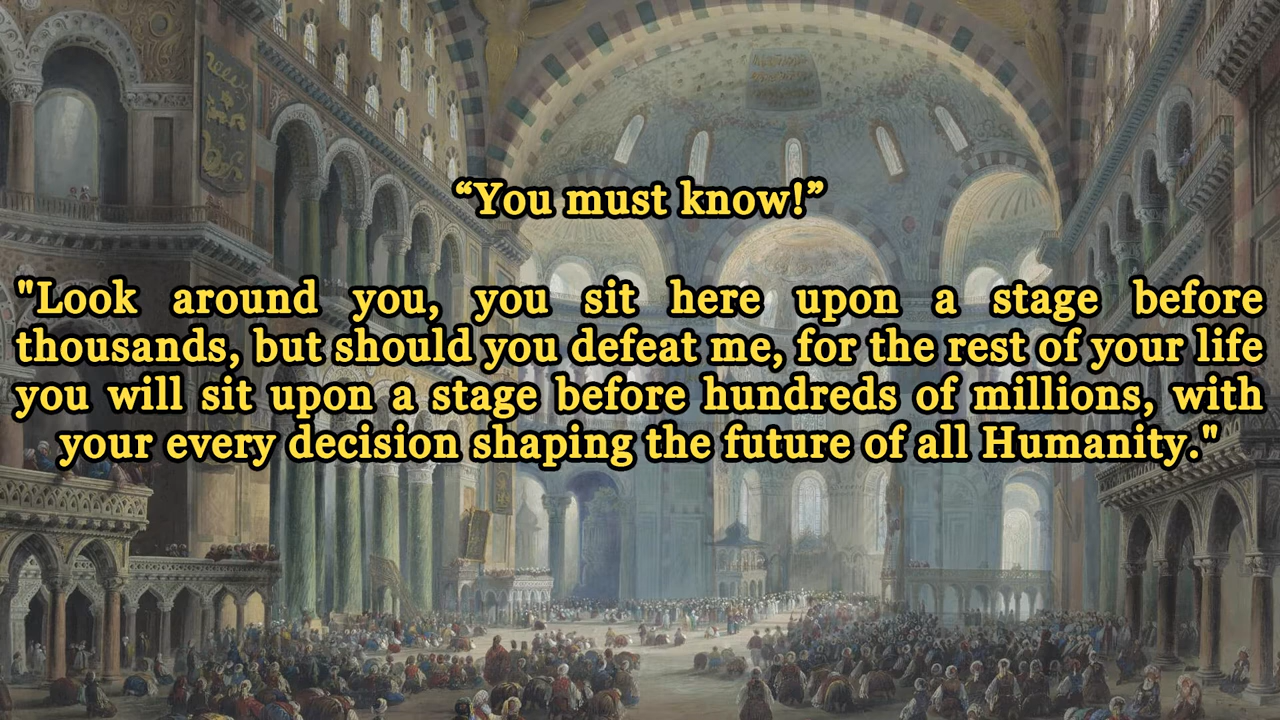 “You must know!”
"Look around you, you sit here upon a stage before
thousands, but should you defeat me, for the rest of your life
you will sit upon a stage before hundreds of millions, with
your every decision shaping the future of all Humanity."